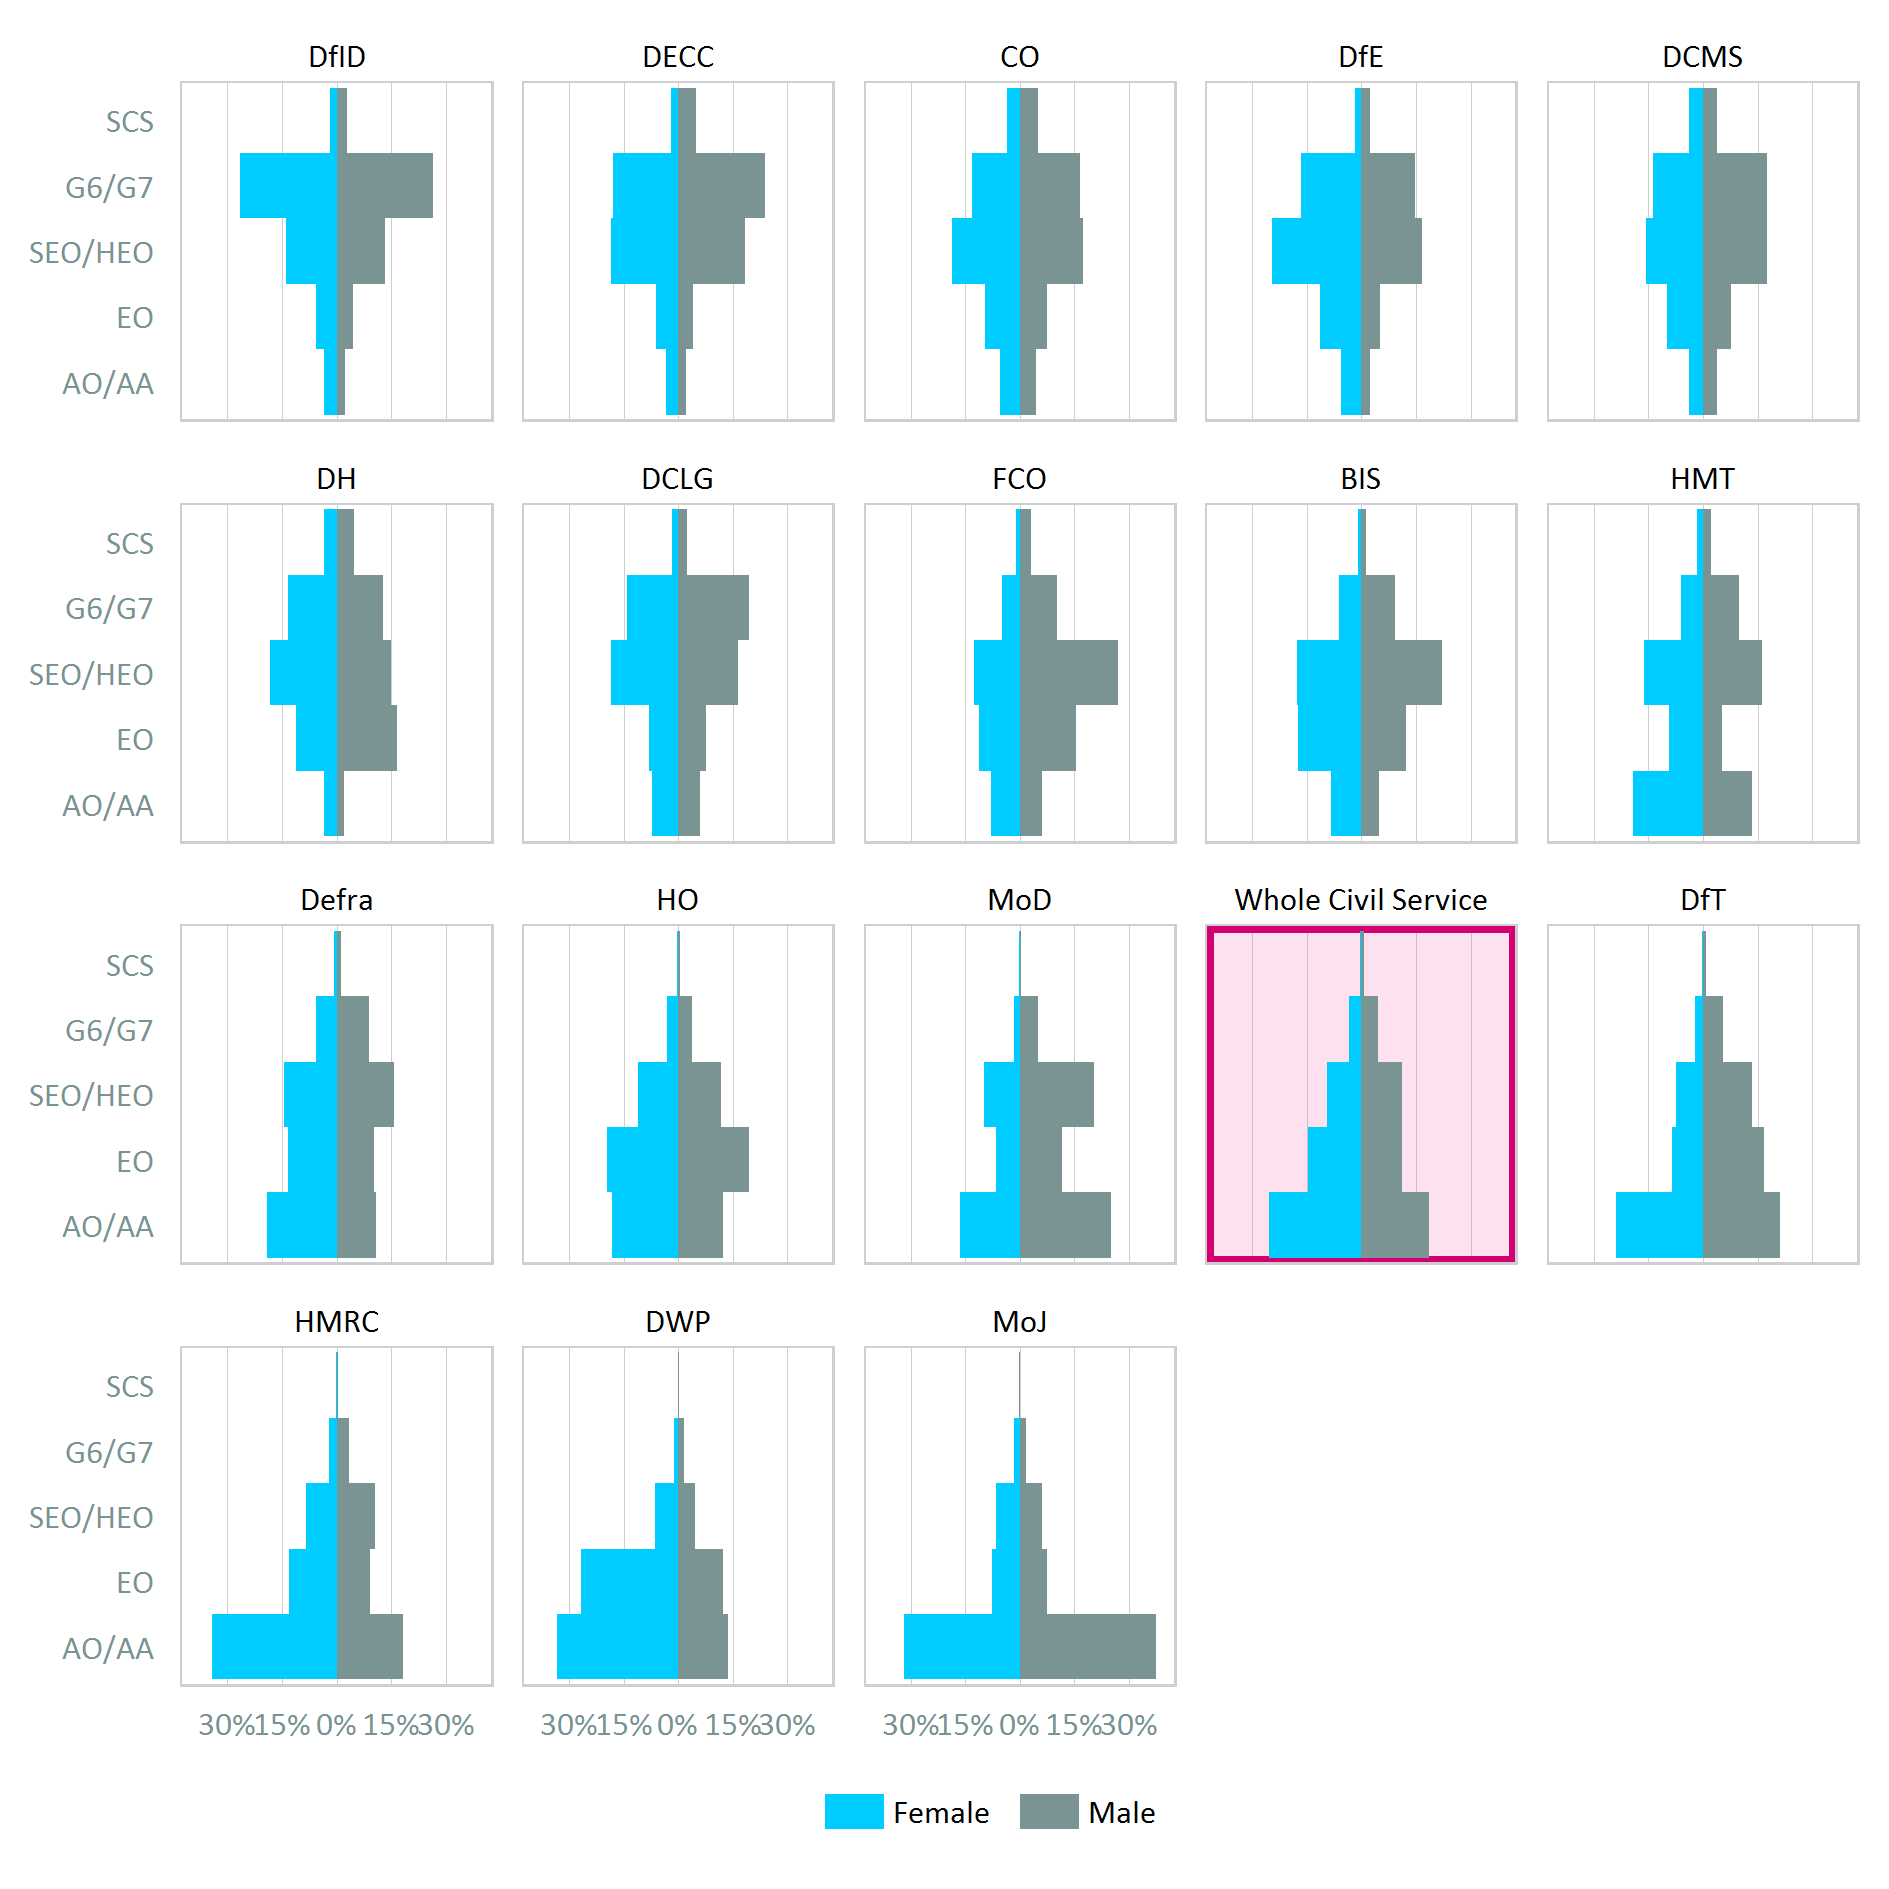 DfID DECC CO DfE DCMS
SCS
G6/G7
SEO/HEO
EO
AO/AA
DH DCLG FCO BIS HMT
SCS
G6/G7
SEO/HEO
EO
AO/AA
Defra HO MoD Whole Civil Service DfT
SCS
G6/G7
SEO/HEO
EO
AO/AA
HMRC DWP MoJ
SCS
G6/G7
SEO/HEO
EO
AO/AA
30% 15% 0% 15% 30% 30% 15% 0% 15% 30% 30% 15% 0% 15% 30%
Female Male